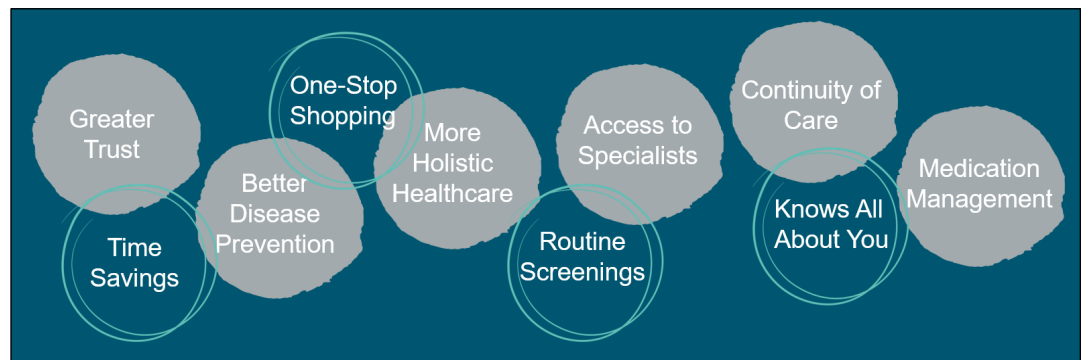 Greater
Trust
Time
Savings
Better
Disease
Prevention
One-Stop
Shopping
More
Holistic
Healthcare
Routine
Screenings
Access to
Specialists
Continuity of
Care
Knows All
About You
Medication
Management